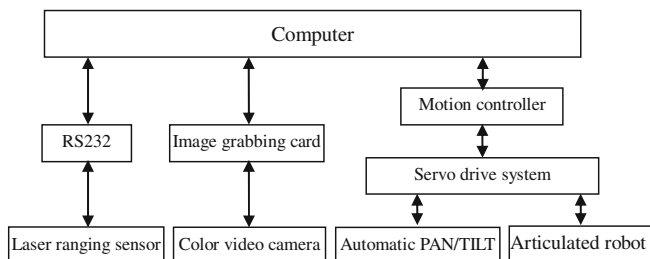 Computer
Motion controller
RS232
Image grabbing card
Servo drive system
Laser ranging sensor
Color video camera
Automatic PAN/TILT
Articulated robot